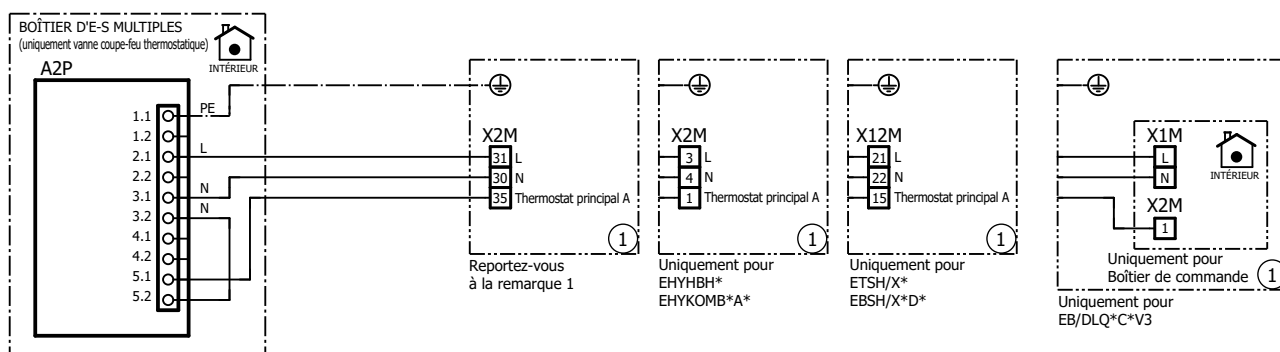 BOÎTIER D'E-S MULTIPLES
(uniquement vanne coupe-feu thermostatique)
INTÉRIEUR
A2P
1.1
1.2
2.1
2.2
3.1
3.2
4.1
4.2
5.1
5.2
PE
L
N
N
X2M
31 L
30 N
35 Thermostat principal A
1
Reportez-vous
à la remarque 1
X2M
3 L
4 N
1 Thermostat principal A
1
Uniquement pour
EHYHBH*
EHYKOMB*A*
X12M
21 L
22 N
15 Thermostat principal A
1
Uniquement pour
ETSH/X*
EBSH/X*D*
X1M
L
N
INTÉRIEUR
X2M
1
Uniquement pour
Boîtier de commande
1
Uniquement pour
EB/DLQ*C*V3